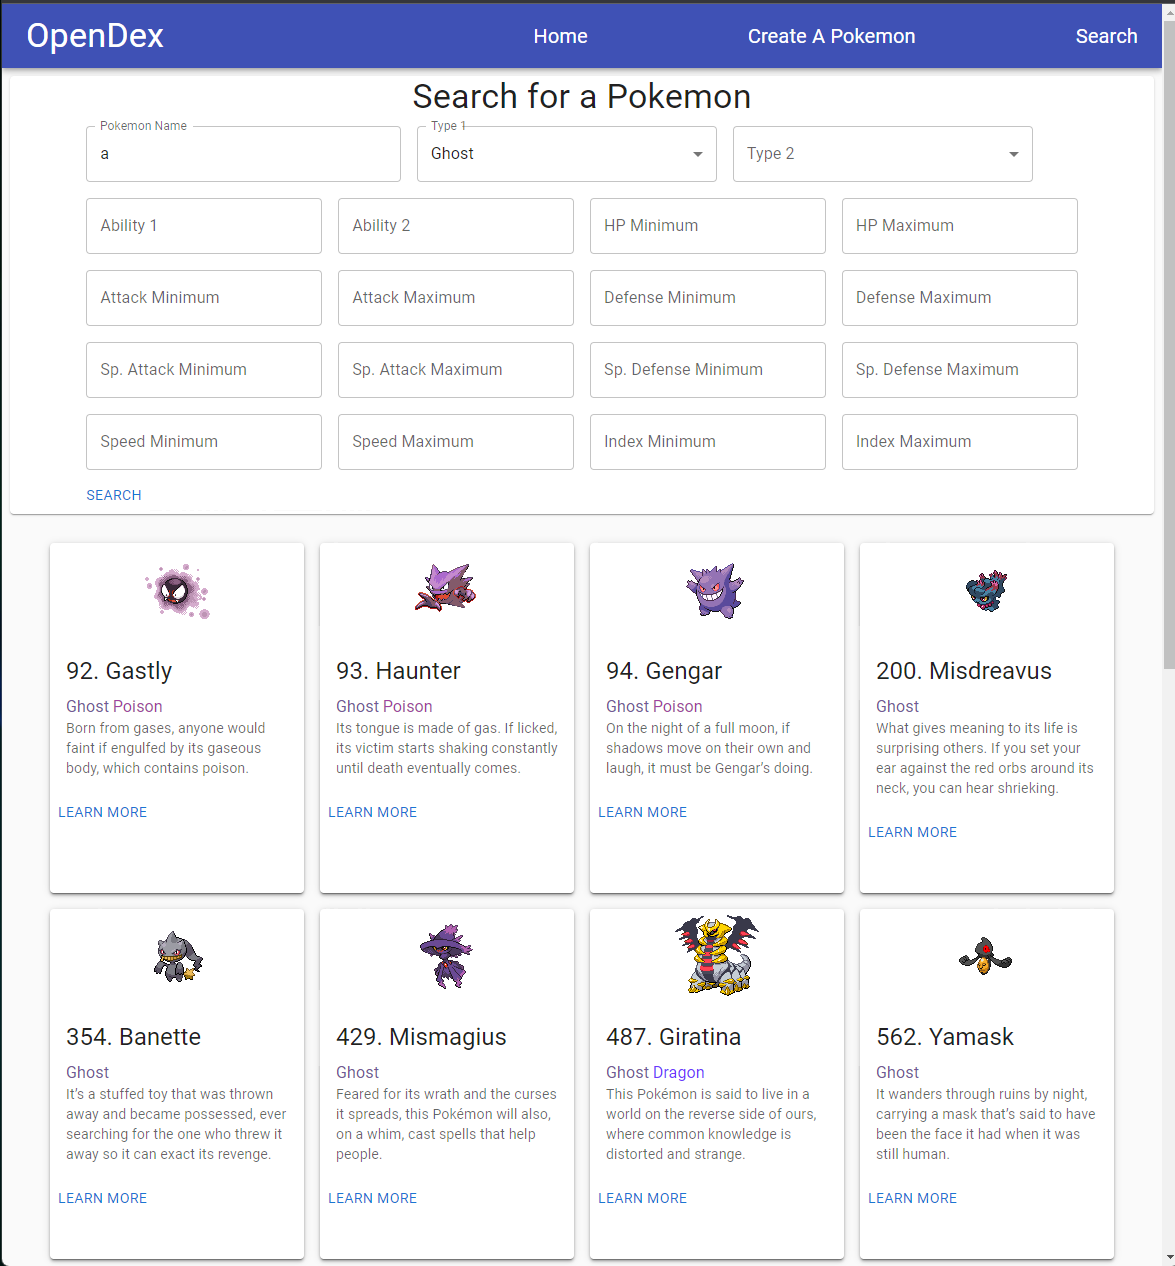 OpenDex
Home
Create A Pokemon
Search
Search for a Pokemon
Pokemon Name
a
Type 1
Ghost
Type 2
Ability 1
Ability 2
HP Minimum
HP Maximum
Attack Minimum
Attack Maximum
Defense Minimum
Defense Maximum
Sp. Attack Minimum
Sp. Attack Maximum
Sp. Defense Minimum
Sp. Defense Maximum
Speed Minimum
Speed Maximum
Index Minimum
Index Maximum
SEARCH
92. Gastly
Ghost Poison
Born from gases, anyone would
faint if engulfed by its gaseous
body, which contains poison.
LEARN MORE
93. Haunter
Ghost Poison
Its tongue is made of gas. If licked,
its victim starts shaking constantly
until death eventually comes.
LEARN MORE
94. Gengar
Ghost Poison
On the night of a full moon, if
shadows move on their own and
laugh, it must be Gengar’s doing.
LEARN MORE
200. Misdreavus
Ghost
What gives meaning to its life is
surprising others. If you set your
ear against the red orbs around its
neck, you can hear shrieking.
LEARN MORE
354. Banette
Ghost
It’s a stuffed toy that was thrown
away and became possessed, ever
searching for the one who threw it
away so it can exact its revenge.
LEARN MORE
429. Mismagius
Ghost
Feared for its wrath and the curses
it spreads, this Pokémon will also,
on a whim, cast spells that help
people.
LEARN MORE
487. Giratina
Ghost Dragon
This Pokémon is said to live in a
world on the reverse side of ours,
where common knowledge is
distorted and strange.
LEARN MORE
562. Yamask
Ghost
It wanders through ruins by night,
carrying a mask that’s said to have
been the face it had when it was
still human.
LEARN MORE